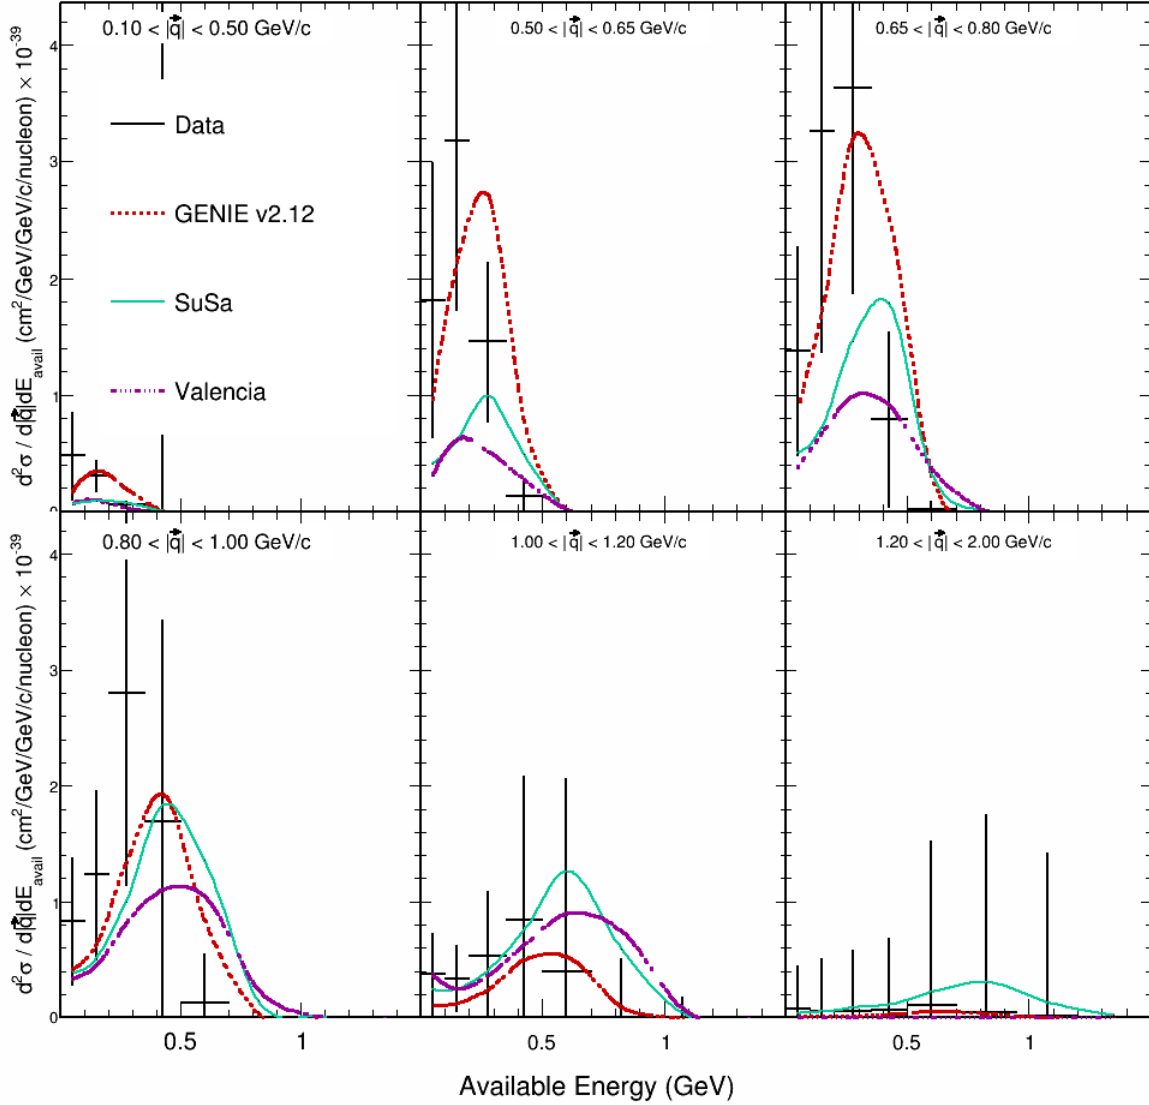 0.10 < |q⃗| < 0.50 GeV/c
0.50 < |q⃗| < 0.65 GeV/c
0.65 < |q⃗| < 0.80 GeV/c
d²σ / d|q⃗|dE_avail (cm²/GeV/GeV/c/nucleon) × 10⁻³⁹
4
3
2
1
0
Data
GENIE v2.12
SuSa
Valencia
0.80 < |q⃗| < 1.00 GeV/c
1.00 < |q⃗| < 1.20 GeV/c
1.20 < |q⃗| < 2.00 GeV/c
d²σ / d|q⃗|dE_avail (cm²/GeV/GeV/c/nucleon) × 10⁻³⁹
4
3
2
1
0
0.5 1
0.5 1
0.5 1
Available Energy (GeV)